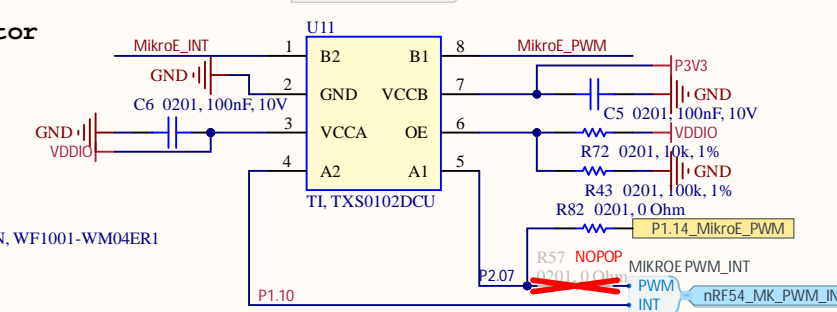 tor
U11
MikroE_INT
1
B2
B1
8
MikroE_PWM
P3V3
GND
2
GND
VCCB
7
GND
C6 0201, 100nF, 10V
C5 0201, 100nF, 10V
GND
3
VCCA
OE
6
VDDIO
VDDIO
R72 0201, 10k, 1%
4
A2
A1
5
GND
R43 0201, 100k, 1%
TI, TXS0102DCU
R82 0201, 0 Ohm
P1.14_MikroE_PWM
N, WF1001-WM04ER1
R57 NOPOP
0201, 0 Ohm
MIKROE PWM_INT
P2.07
PWM
P1.10
INT
nRF54_MK_PWM_IN